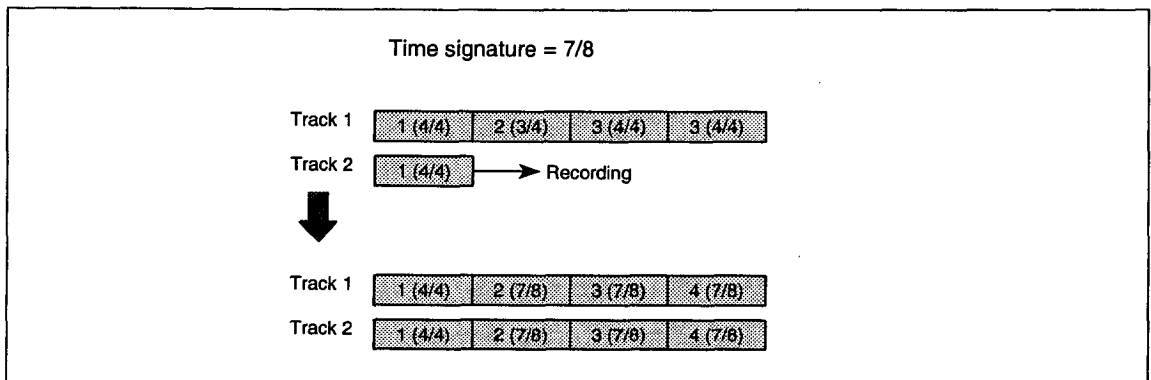 Time signature = 7/8
Track 1 1 (4/4) 2 (3/4) 3 (4/4) 3 (4/4)
Track 2 1 (4/4) Recording
Track 1 1 (4/4) 2 (7/8) 3 (7/8) 4 (7/8)
Track 2 1 (4/4) 2 (7/8) 3 (7/8) 4 (7/8)